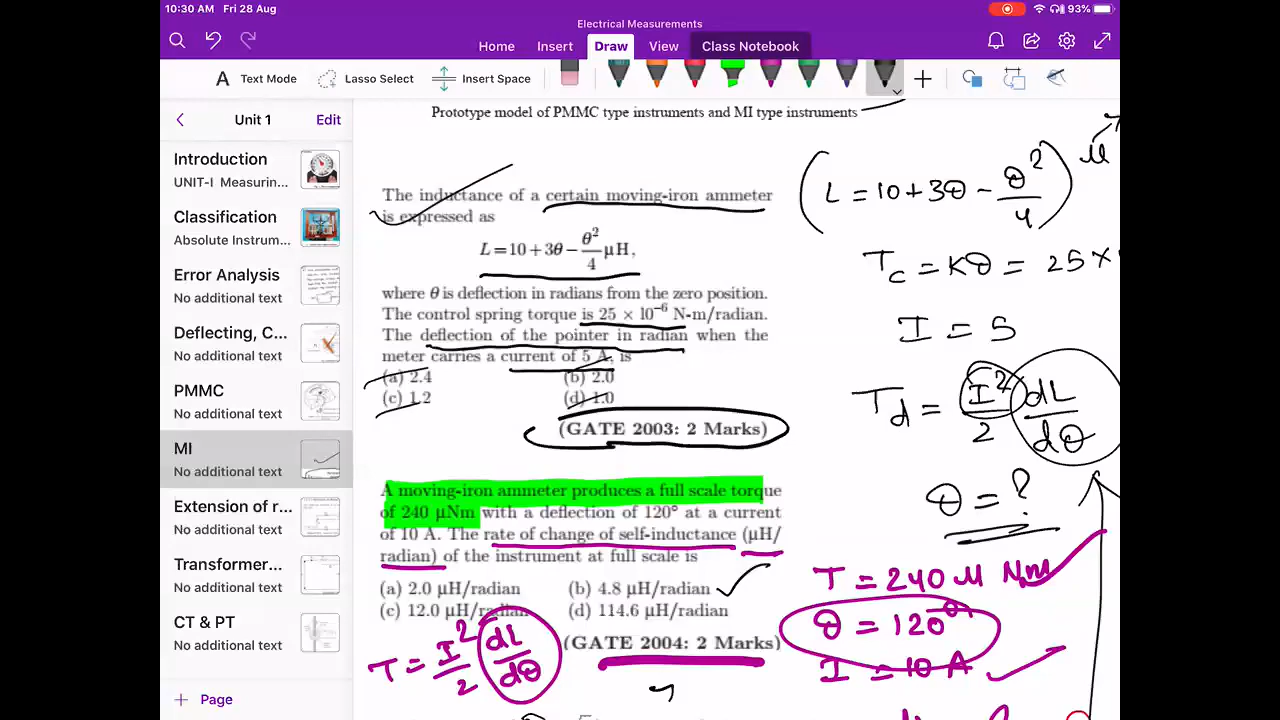 10:30 AM Fri 28 Aug
93%
Electrical Measurements
Home Insert Draw View Class Notebook
Text Mode Lasso Select Insert Space
Unit 1 Edit
Introduction
UNIT-I Measurin...
Classification
Absolute Instrum...
Error Analysis
No additional text
Deflecting, C...
No additional text
PMMC
No additional text
MI
No additional text
Extension of r...
No additional text
Transformer...
No additional text
CT & PT
No additional text
Page
Prototype model of PMMC type instruments and MI type instruments
The inductance of a certain moving-iron ammeter
is expressed as
L=10+3θ−θ²/4 μH,
where θ is deflection in radians from the zero position.
The control spring torque is 25 × 10⁻⁶ N-m/radian.
The deflection of the pointer in radian when the
meter carries a current of 5 A, is
(a) 2.4 (b) 2.0
(c) 1.2 (d) 1.0
(GATE 2003: 2 Marks)
A moving-iron ammeter produces a full scale torque
of 240 μNm with a deflection of 120° at a current
of 10 A. The rate of change of self-inductance (μH/
radian) of the instrument at full scale is
(a) 2.0 μH/radian (b) 4.8 μH/radian
(c) 12.0 μH/radian (d) 114.6 μH/radian
(GATE 2004: 2 Marks)
T = I²/2 dL/dθ
(L = 10 + 3θ − θ²/4) μ
Tc = Kθ = 25 ×
I = 5
Td = I²/2 dL/dθ
θ = ?
T = 240 μ Nm
θ = 120°
I = 10 A